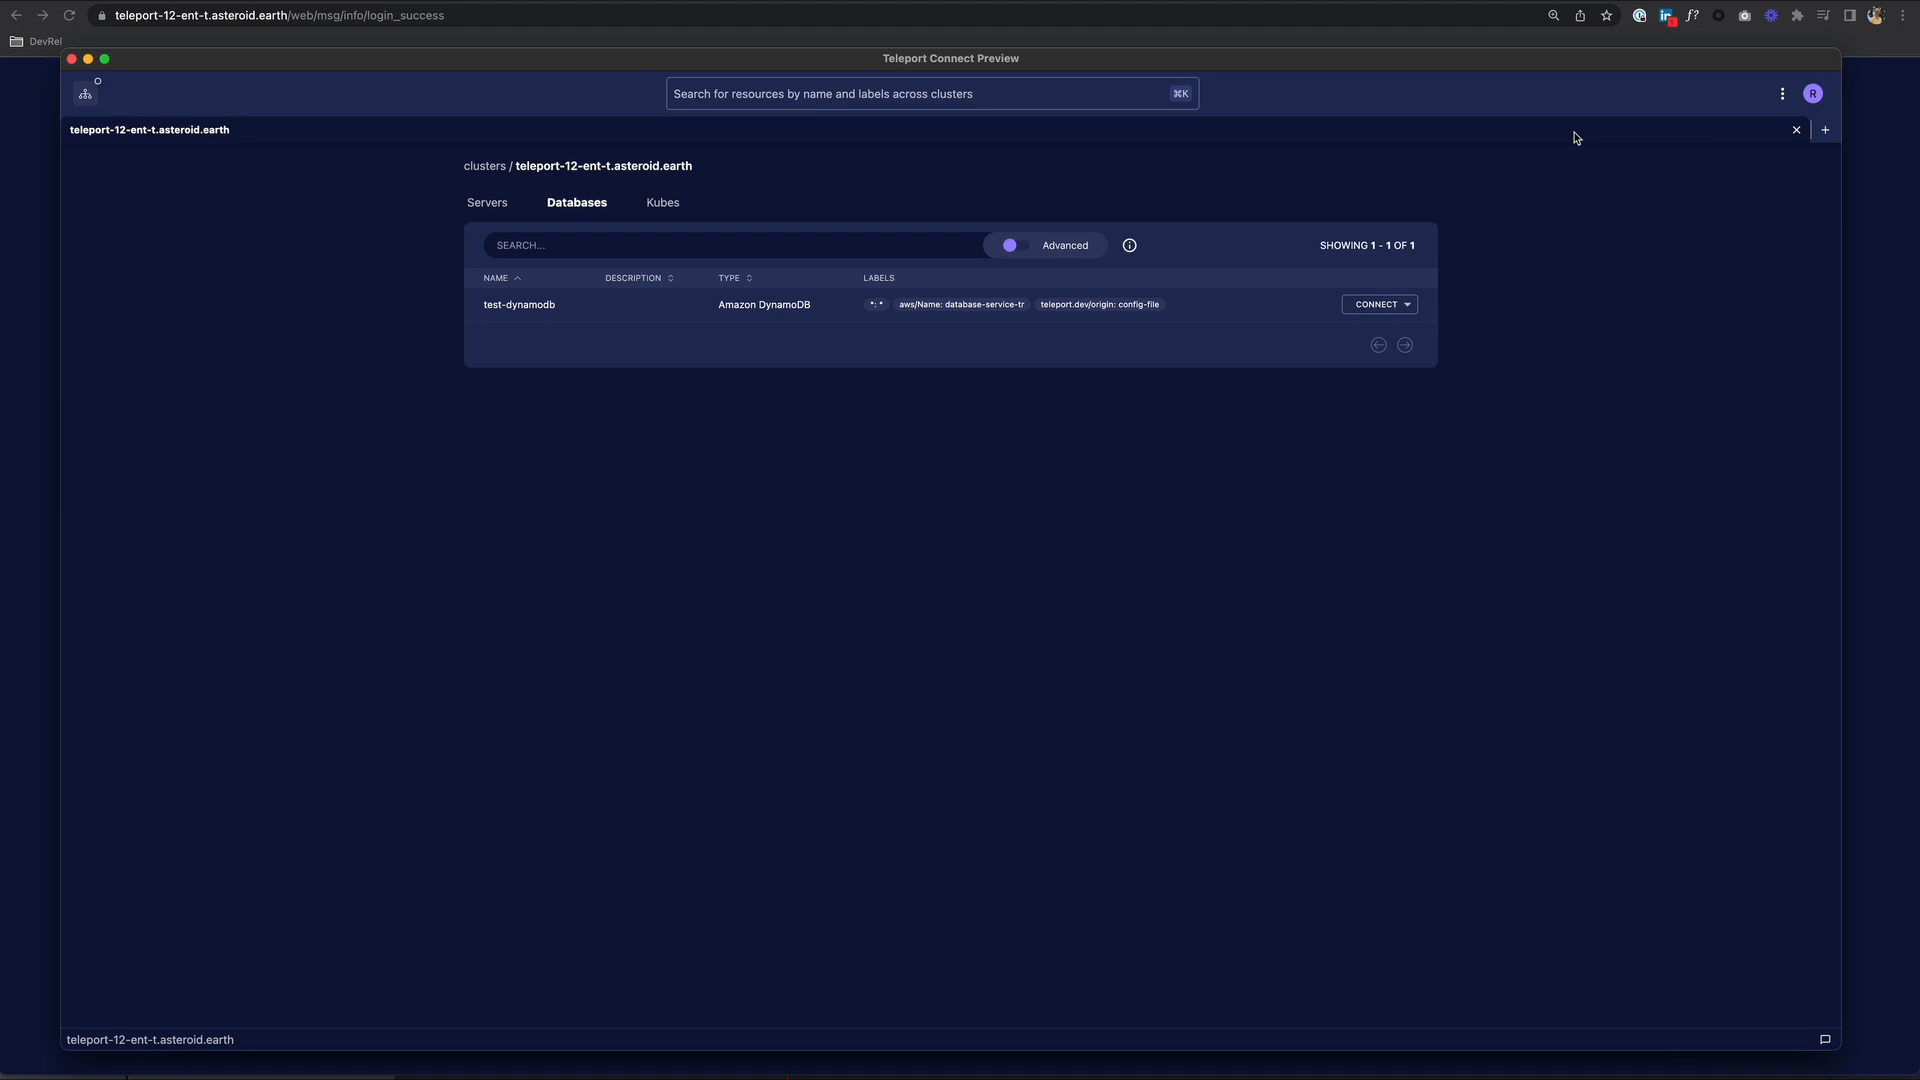 teleport-12-ent-t.asteroid.earth/web/msg/info/login_success
DevRel
Teleport Connect Preview
Search for resources by name and labels across clusters ⌘K
R
teleport-12-ent-t.asteroid.earth
clusters / teleport-12-ent-t.asteroid.earth
Servers Databases Kubes
SEARCH... Advanced SHOWING 1 - 1 OF 1
NAME DESCRIPTION TYPE LABELS
test-dynamodb Amazon DynamoDB *: * aws/Name: database-service-tr teleport.dev/origin: config-file CONNECT
teleport-12-ent-t.asteroid.earth